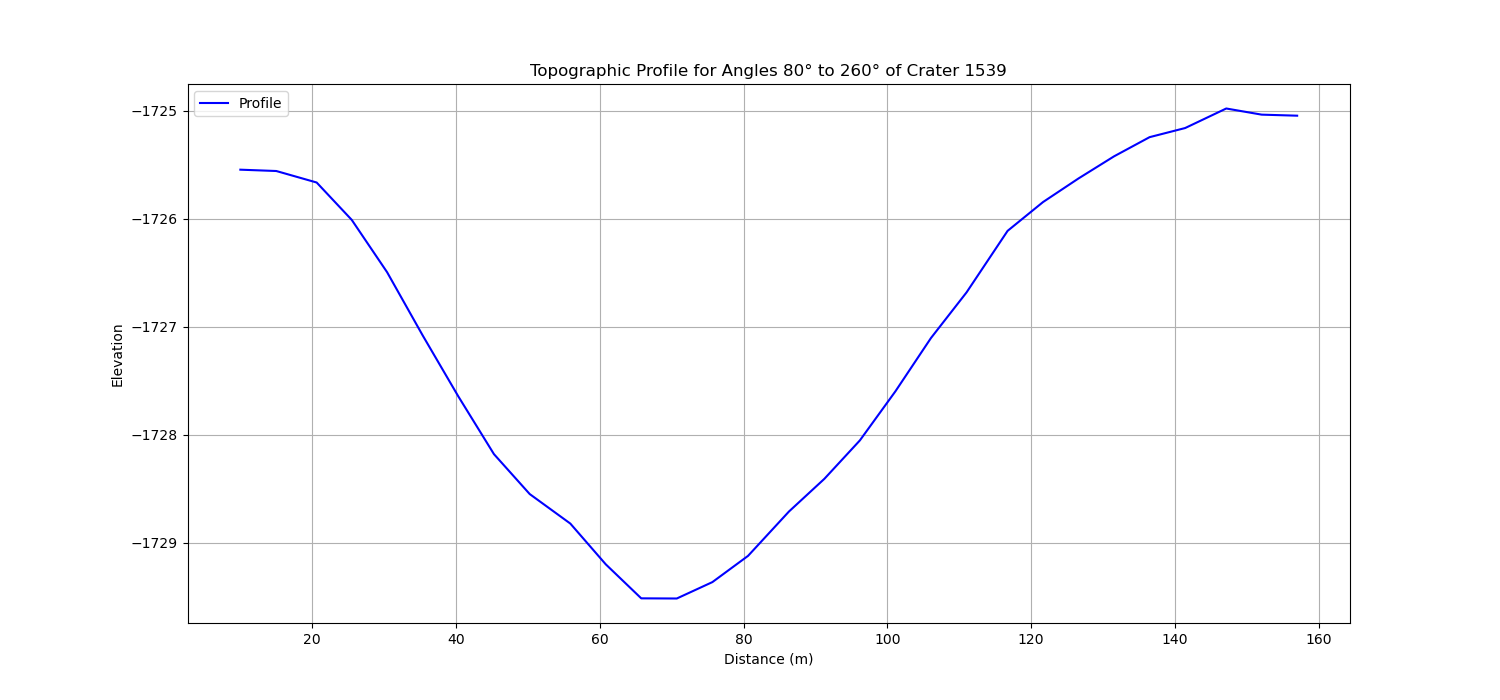 Topographic Profile for Angles 80° to 260° of Crater 1539
Profile
−1725
−1726
−1727
−1728
−1729
Elevation
20 40 60 80 100 120 140 160
Distance (m)